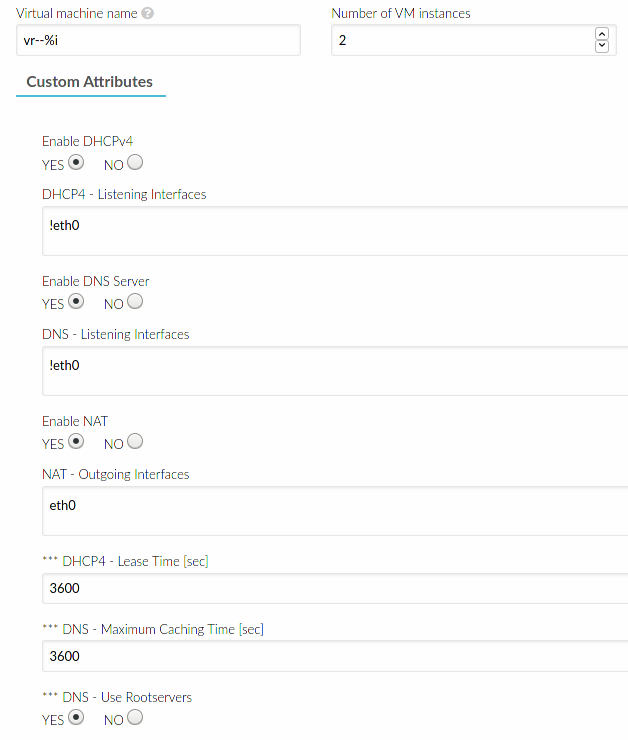 Virtual machine name ?
Number of VM instances
vr--%i
2
Custom Attributes
Enable DHCPv4
YES NO
DHCP4 - Listening Interfaces
!eth0
Enable DNS Server
YES NO
DNS - Listening Interfaces
!eth0
Enable NAT
YES NO
NAT - Outgoing Interfaces
eth0
*** DHCP4 - Lease Time [sec]
3600
*** DNS - Maximum Caching Time [sec]
3600
*** DNS - Use Rootservers
YES NO